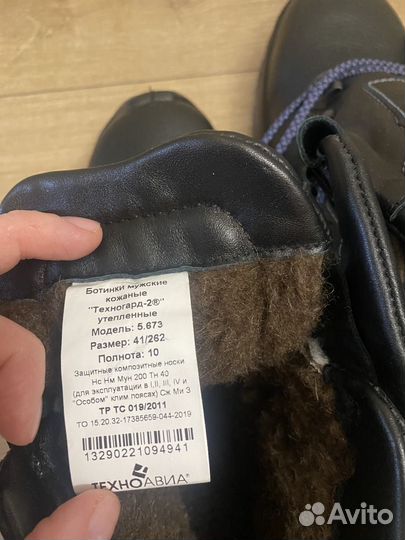 Ботинки мужские
кожаные
"Техногард-2®"
утепленные
Модель: 5.673
Размер: 41/262
Полнота: 10
Защитные композитные носки
Нс Нм Мун 200 Тн 40
(для эксплуатации в I,II, III, IV и
"Особом" клим поясах) Сж Ми З
ТР ТС 019/2011
ТО 15.20.32-17385659-044-2019
13290221094941
ТЕХНОАВИА®
Avito